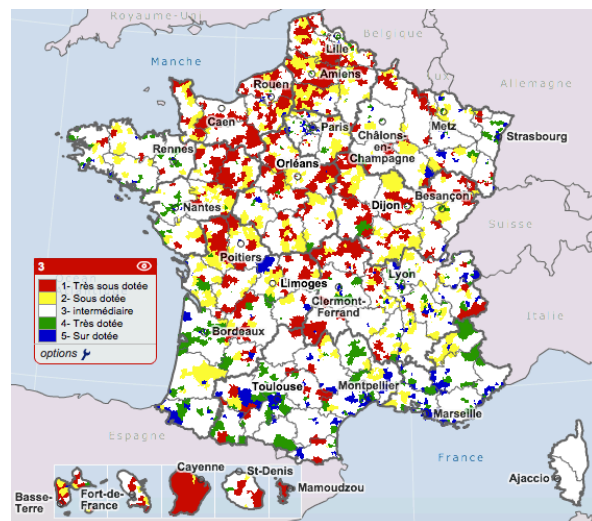 Royaume-Uni
Belgique
Lille
Manche
Amiens
Lux
Allemagne
Rouen
Caen
Paris
Metz
Châlons-
en-
Champagne
Strasbourg
Rennes
Orléans
Nantes
Dijon
Besançon
Suisse
Poitiers
3
1- Très sous dotée
2- Sous dotée
3- intermédiaire
4- Très dotée
5- Sur dotée
options
Limoges
Lyon
Clermont-
Ferrand
Italie
Bordeaux
Toulouse
Montpellier
Marseille
Espagne
France
Cayenne
St-Denis
Mamoudzou
Basse-
Terre
Fort-de-
France
Ajaccio